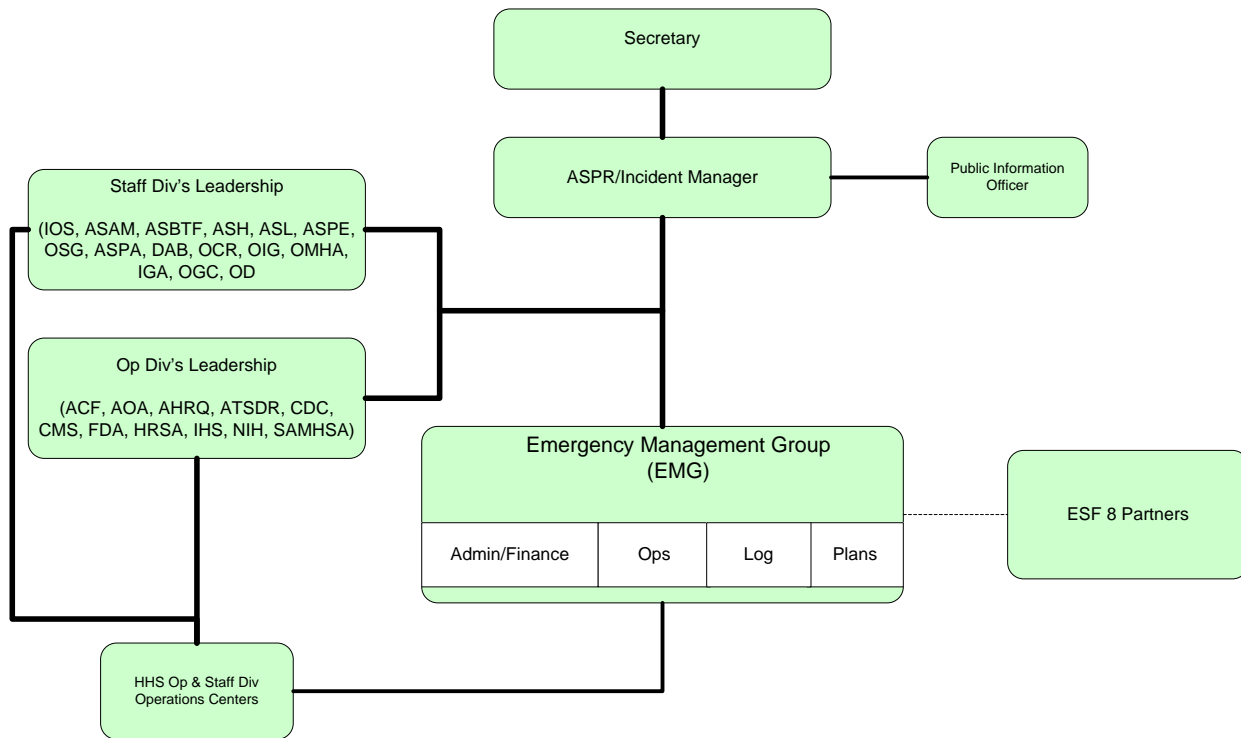 Secretary
ASPR/Incident Manager
Public Information
Officer
Staff Div's Leadership
(IOS, ASAM, ASBTF, ASH, ASL, ASPE,
OSG, ASPA, DAB, OCR, OIG, OMHA,
IGA, OGC, OD
Op Div's Leadership
(ACF, AOA, AHRQ, ATSDR, CDC,
CMS, FDA, HRSA, IHS, NIH, SAMHSA)
Emergency Management Group
(EMG)
Admin/Finance
Ops
Log
Plans
ESF 8 Partners
HHS Op & Staff Div
Operations Centers